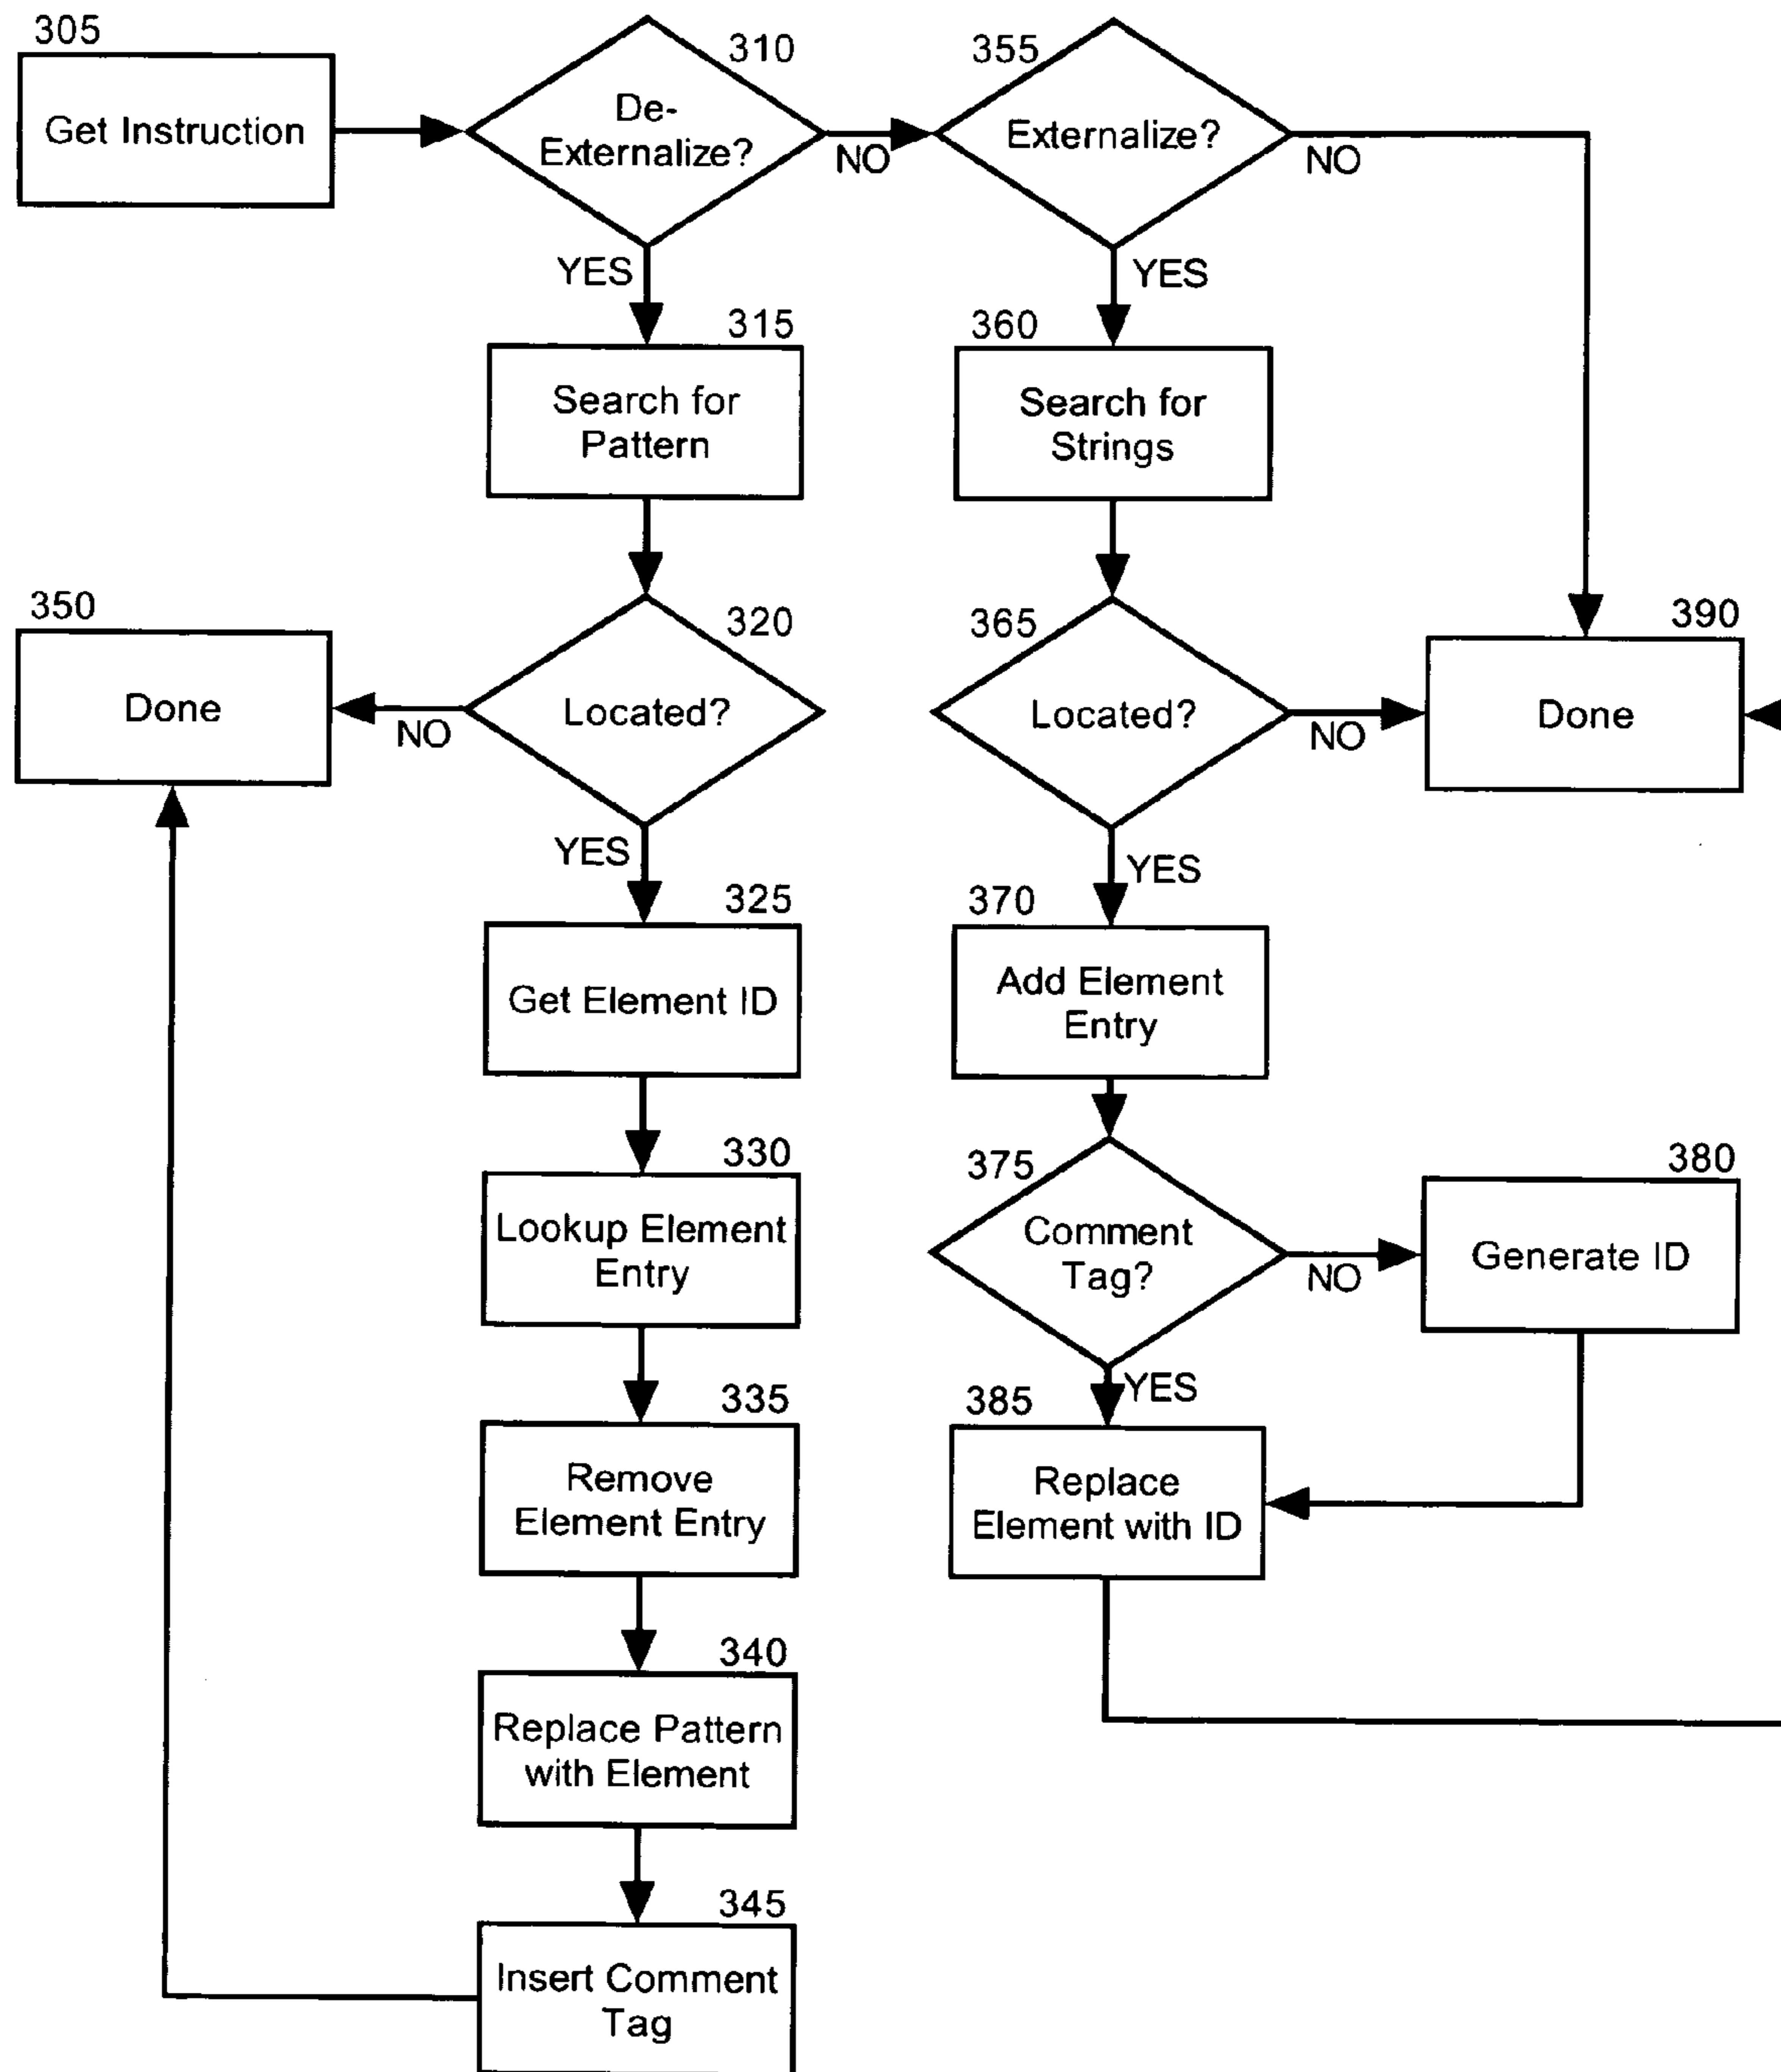 305
Get Instruction
310
De-
Externalize?
NO
YES
355
Externalize?
NO
YES
315
Search for
Pattern
360
Search for
Strings
350
Done
320
Located?
NO
YES
365
Located?
NO
YES
390
Done
325
Get Element ID
370
Add Element
Entry
330
Lookup Element
Entry
375
Comment
Tag?
NO
YES
380
Generate ID
335
Remove
Element Entry
385
Replace
Element with ID
340
Replace Pattern
with Element
345
Insert Comment
Tag